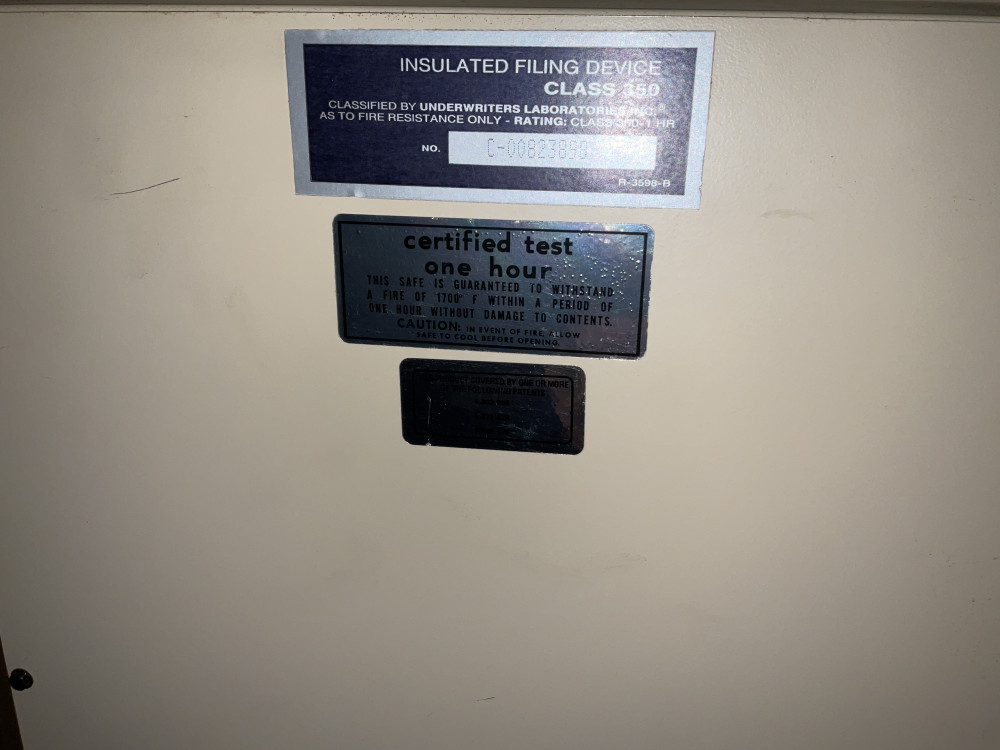 INSULATED FILING DEVICE
CLASS 350
CLASSIFIED BY UNDERWRITERS LABORATORIES INC.®
AS TO FIRE RESISTANCE ONLY - RATING: CLASS 350-1 HR
NO. C-00823898
R-3598-B
certified test
one hour
THIS SAFE IS GUARANTEED TO WITHSTAND
A FIRE OF 1700° F WITHIN A PERIOD OF
ONE HOUR WITHOUT DAMAGE TO CONTENTS.
CAUTION: IN EVENT OF FIRE, ALLOW
SAFE TO COOL BEFORE OPENING.
PRODUCT COVERED BY ONE OR MORE
OF THE FOLLOWING PATENTS